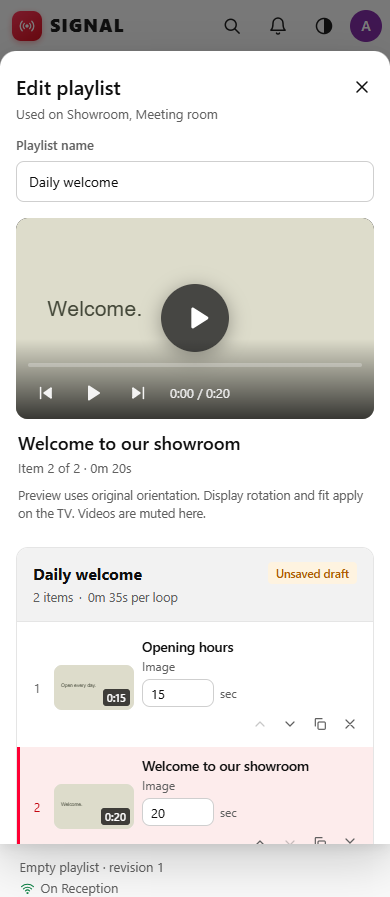 SIGNAL
A
Edit playlist
Used on Showroom, Meeting room
Playlist name
Daily welcome
Welcome.
0:00 / 0:20
Welcome to our showroom
Item 2 of 2 · 0m 20s
Preview uses original orientation. Display rotation and fit apply
on the TV. Videos are muted here.
Daily welcome
Unsaved draft
2 items · 0m 35s per loop
Opening hours
Image
1
Open every day.
0:15
15
sec
Welcome to our showroom
Image
2
Welcome.
0:20
20
sec
Empty playlist · revision 1
On Reception